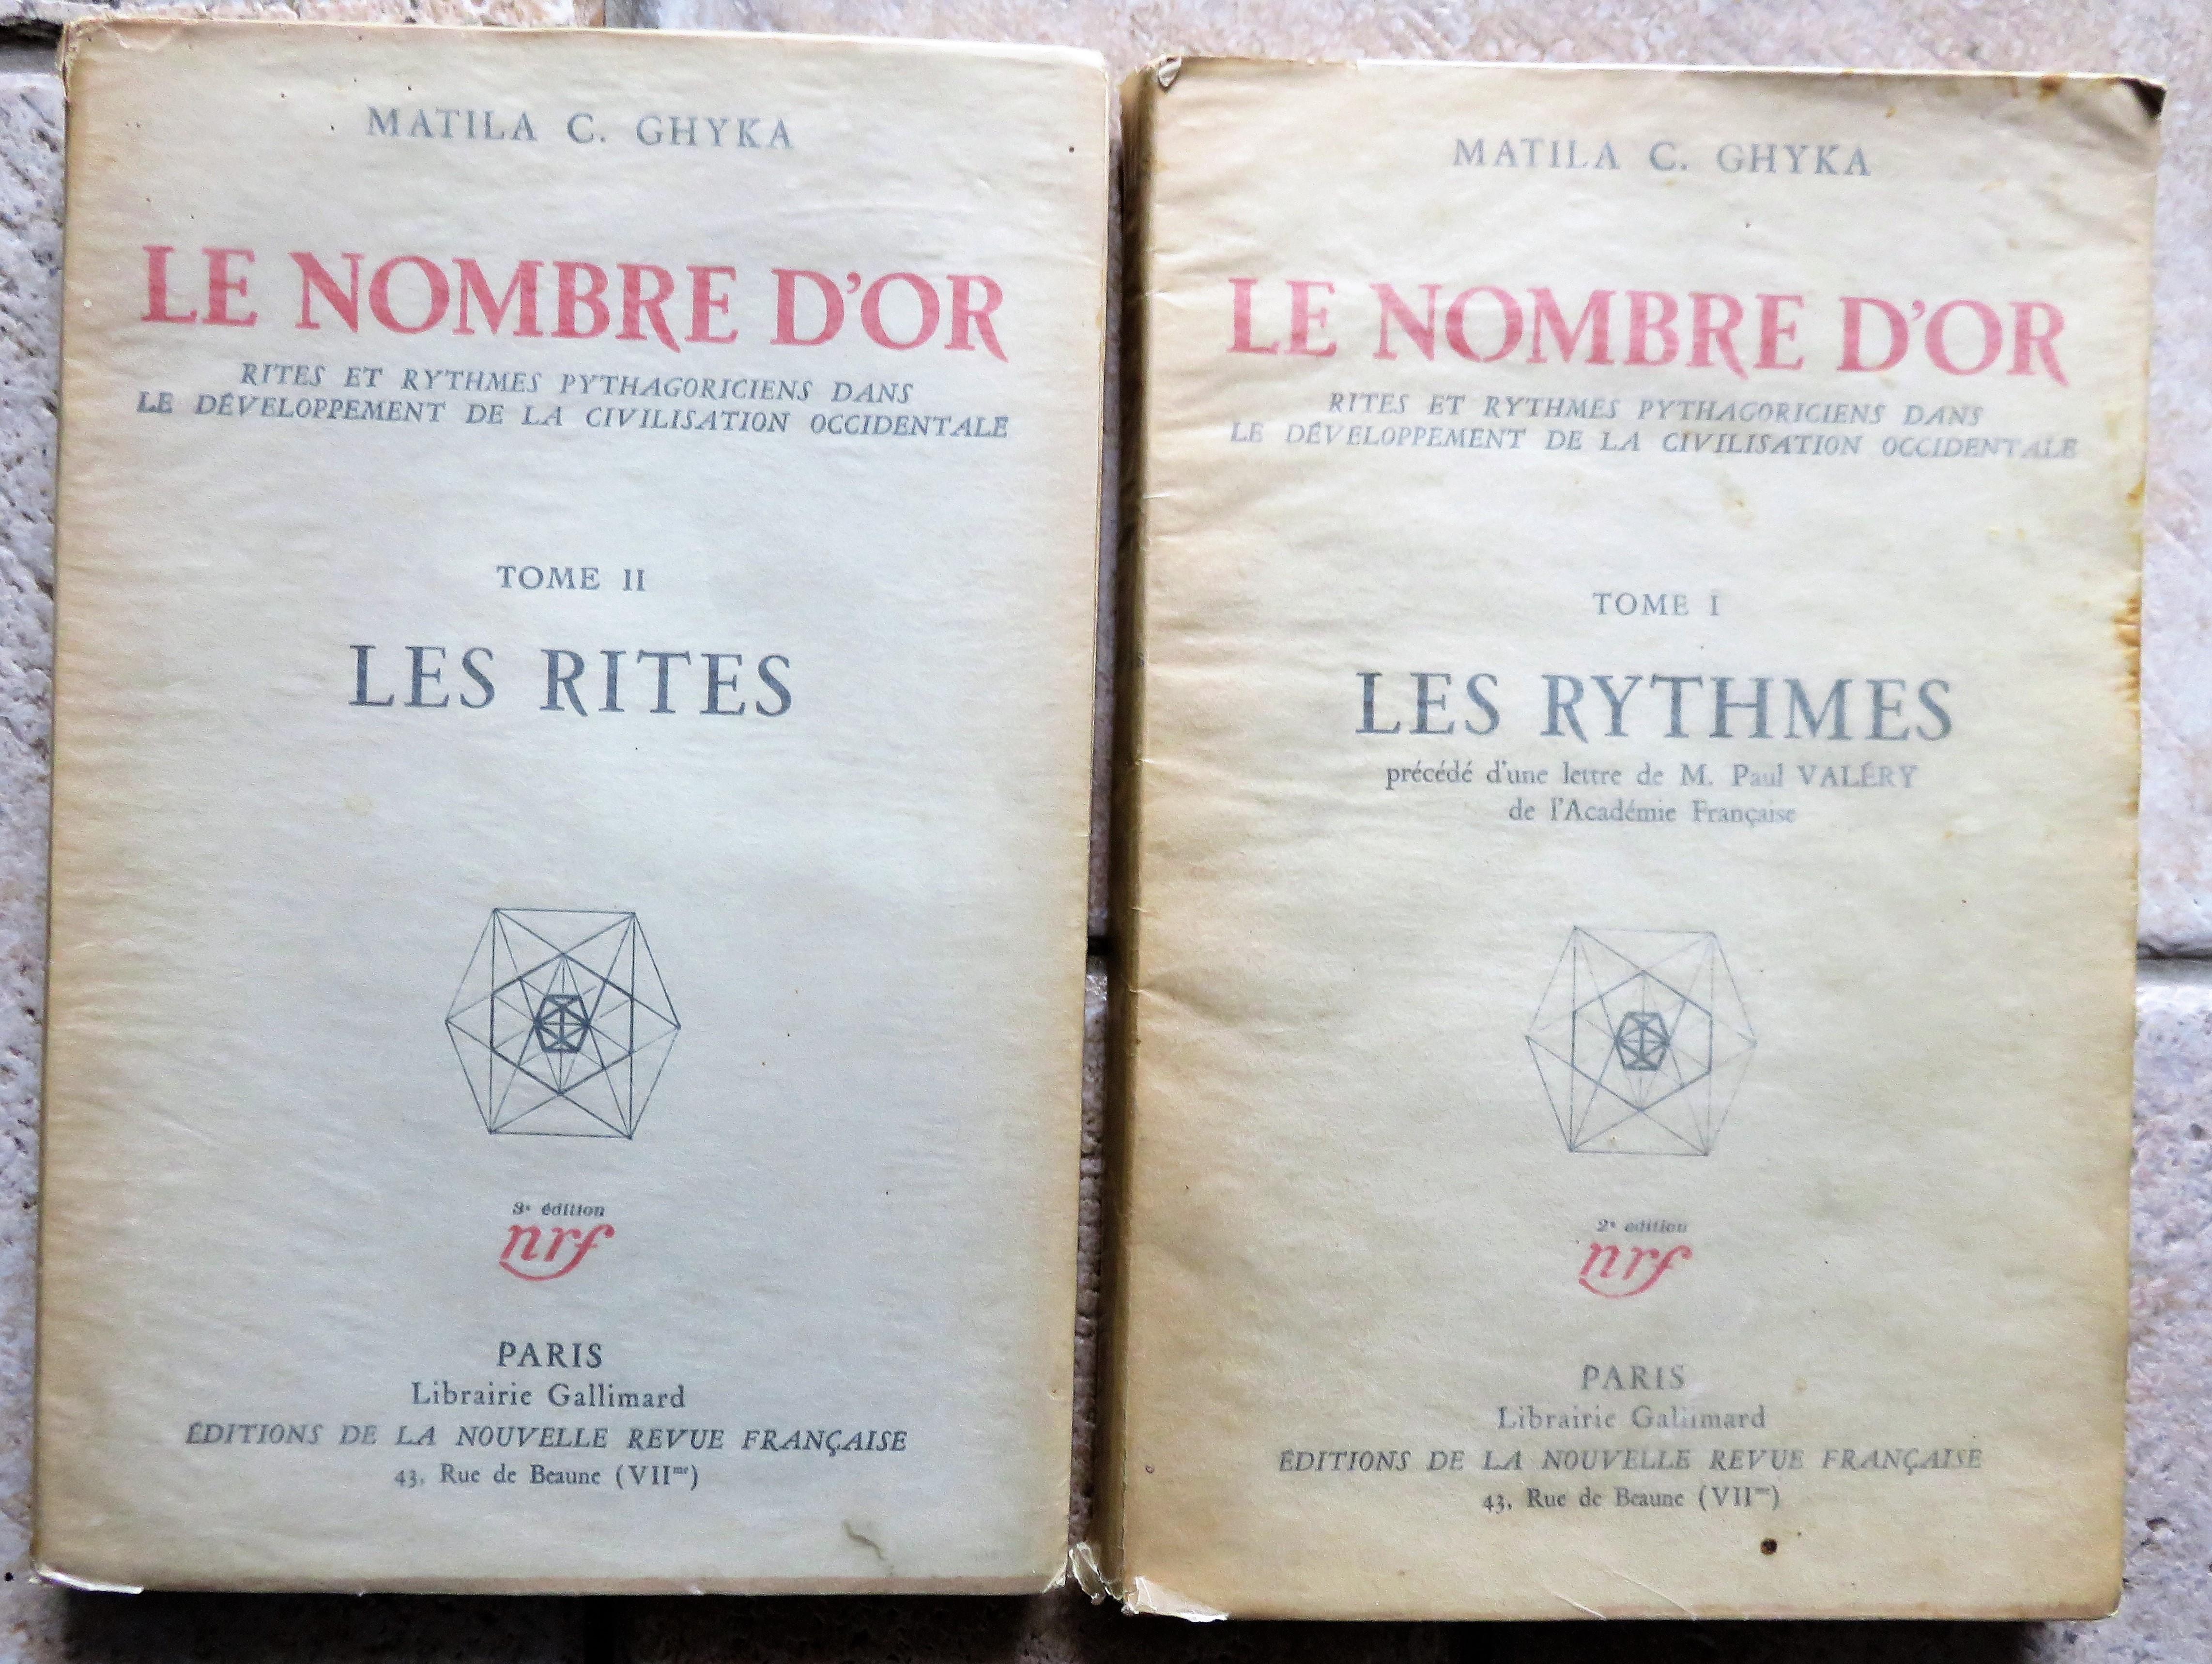 MATILA C. GHYKA
LE NOMBRE D'OR
RITES ET RYTHMES PYTHAGORICIENS DANS
LE DÉVELOPPEMENT DE LA CIVILISATION OCCIDENTALE
TOME II
LES RITES
3e édition
nrf
PARIS
Librairie Gallimard
ÉDITIONS DE LA NOUVELLE REVUE FRANÇAISE
43, Rue de Beaune (VIIme)
MATILA C. GHYKA
LE NOMBRE D'OR
RITES ET RYTHMES PYTHAGORICIENS DANS
LE DÉVELOPPEMENT DE LA CIVILISATION OCCIDENTALE
TOME I
LES RYTHMES
précédé d'une lettre de M. Paul VALÉRY
de l'Académie Française
2e édition
nrf
PARIS
Librairie Gallimard
ÉDITIONS DE LA NOUVELLE REVUE FRANÇAISE
43, Rue de Beaune (VIIme)